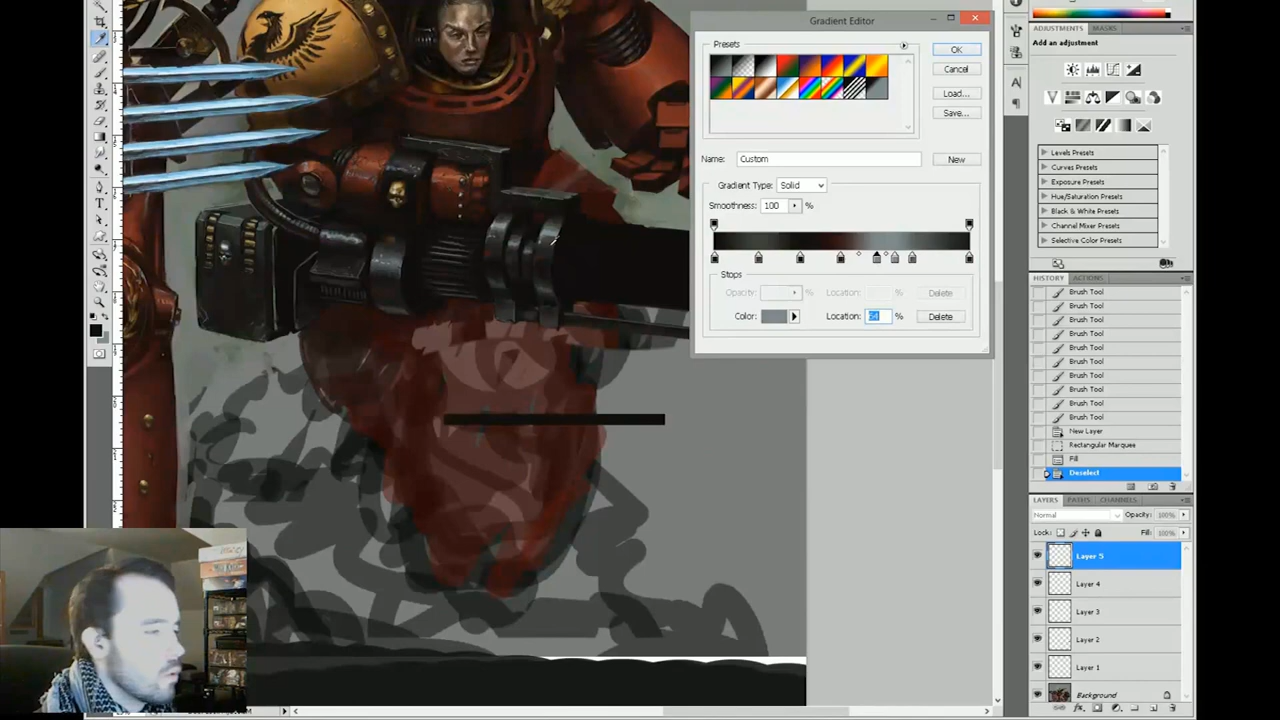 Gradient Editor
Presets
OK
Cancel
Load...
Save...
Name: Custom
New
Gradient Type: Solid
Smoothness: 100 %
Stops
Opacity: % Location: % Delete
Color: Location: 64 % Delete
ADJUSTMENTS MASKS
Add an adjustment
Levels Presets
Curves Presets
Exposure Presets
Hue/Saturation Presets
Black & White Presets
Channel Mixer Presets
Selective Color Presets
HISTORY ACTIONS
Brush Tool
Brush Tool
Brush Tool
Brush Tool
Brush Tool
Brush Tool
Brush Tool
Brush Tool
Brush Tool
Brush Tool
New Layer
Rectangular Marquee
Fill
Deselect
LAYERS PATHS CHANNELS
Normal Opacity: 100%
Lock: Fill: 100%
Layer 5
Layer 4
Layer 3
Layer 2
Layer 1
Background